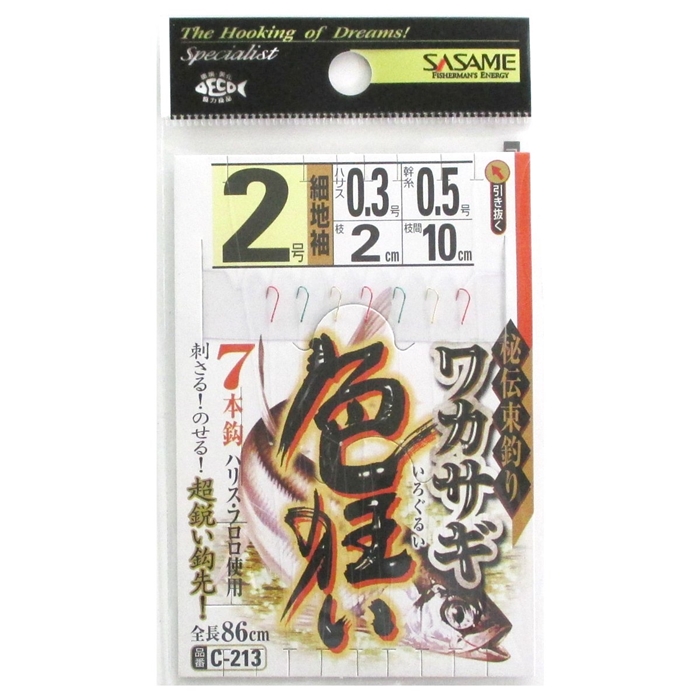 The Hooking of Dreams!
Specialist
SASAME
FISHERMAN'S ENERGY
DECO
2号
細地袖
ハリス 0.3号
幹糸 0.5号
枝 2cm
枝間 10cm
引き抜く
秘伝束釣り
ワカサギ
色狂い
いろぐるい
7本鈎
ハリス・フロロ使用
刺さる!のせる!
超鋭い鈎先!
全長86cm
品番 C-213